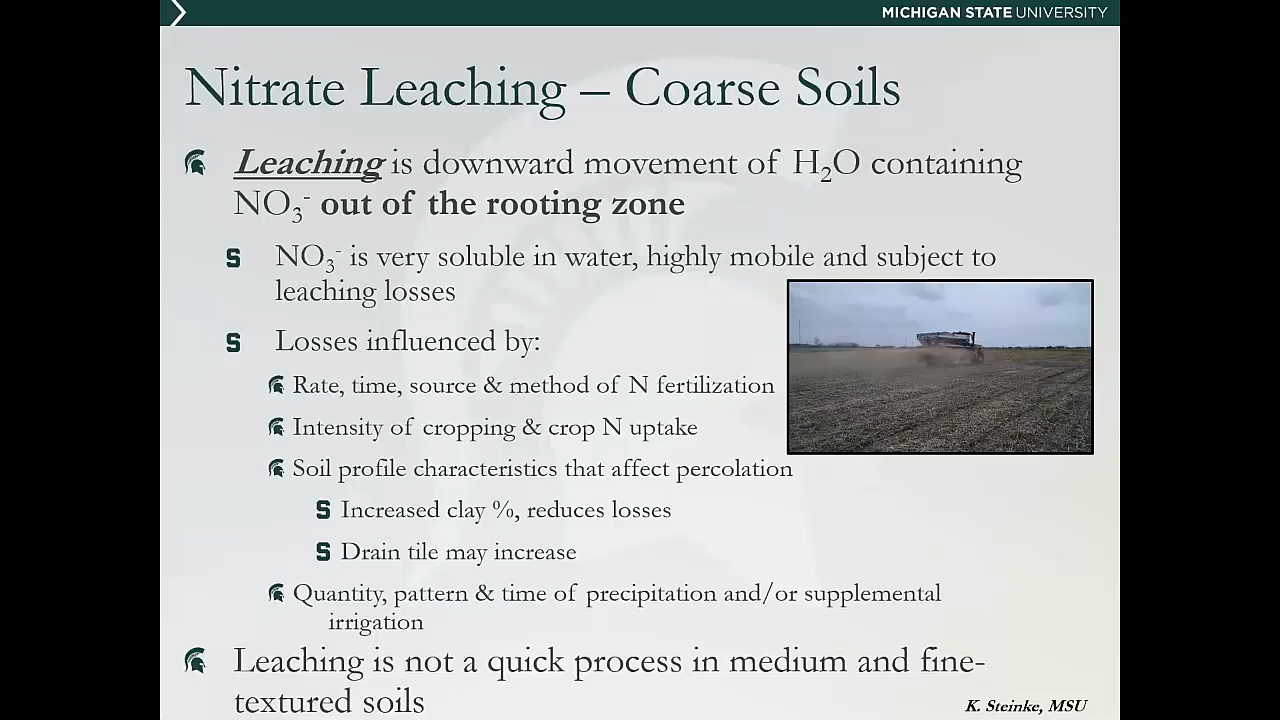 MICHIGAN STATE UNIVERSITY
Nitrate Leaching – Coarse Soils
Leaching is downward movement of H₂O containing
NO₃⁻ out of the rooting zone
NO₃⁻ is very soluble in water, highly mobile and subject to
leaching losses
Losses influenced by:
Rate, time, source & method of N fertilization
Intensity of cropping & crop N uptake
Soil profile characteristics that affect percolation
Increased clay %, reduces losses
Drain tile may increase
Quantity, pattern & time of precipitation and/or supplemental
irrigation
Leaching is not a quick process in medium and fine-
textured soils
K. Steinke, MSU